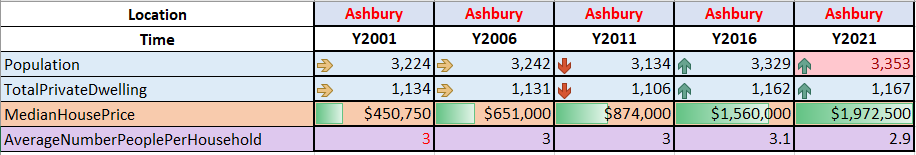 Location Ashbury Ashbury Ashbury Ashbury Ashbury
Time Y2001 Y2006 Y2011 Y2016 Y2021
Population 3,224 3,242 3,134 3,329 3,353
TotalPrivateDwelling 1,134 1,131 1,106 1,162 1,167
MedianHousePrice $450,750 $651,000 $874,000 $1,560,000 $1,972,500
AverageNumberPeoplePerHousehold 3 3 3 3.1 2.9